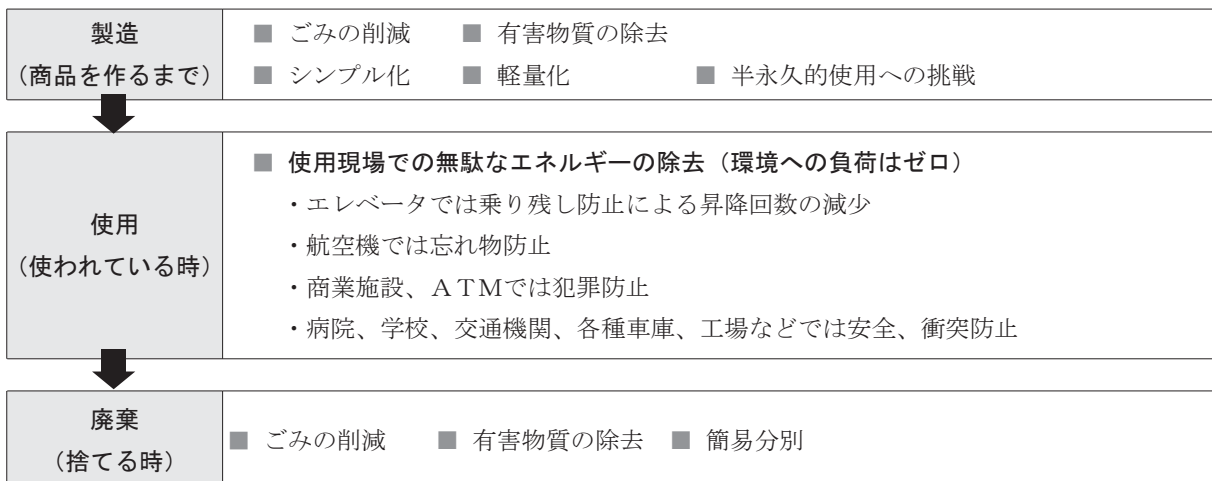 製造
(商品を作るまで)
■ ごみの削減 ■ 有害物質の除去
■ シンプル化 ■ 軽量化 ■ 半永久的使用への挑戦
使用
(使われている時)
■ 使用現場での無駄なエネルギーの除去(環境への負荷はゼロ)
・エレベータでは乗り残し防止による昇降回数の減少
・航空機では忘れ物防止
・商業施設、ATMでは犯罪防止
・病院、学校、交通機関、各種車庫、工場などでは安全、衝突防止
廃棄
(捨てる時)
■ ごみの削減 ■ 有害物質の除去 ■ 簡易分別